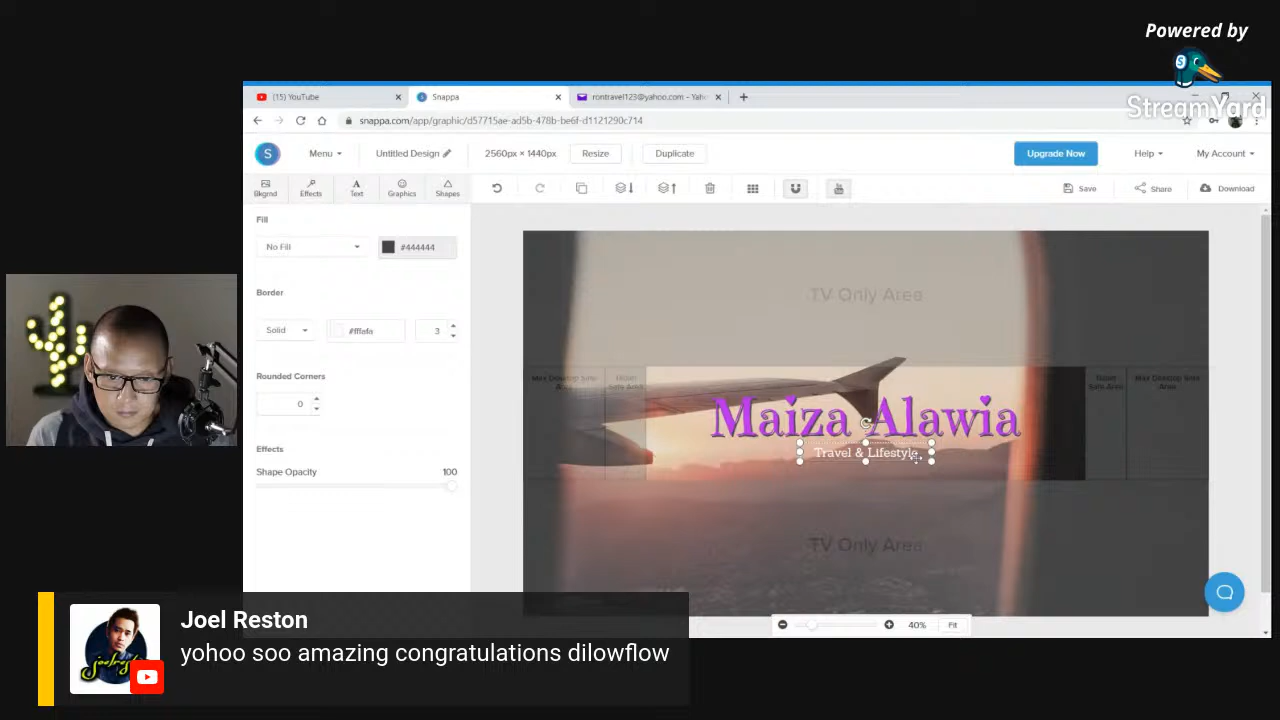 Powered by
StreamYard
(15) YouTube
Snappa
rontravel123@yahoo.com - Yah
snappa.com/app/graphic/d57715ae-ad5b-478b-be6f-d1121290c714
S
Menu
Untitled Design
2560px × 1440px
Resize
Duplicate
Upgrade Now
Help
My Account
Bkgrnd
Effects
Text
Graphics
Shapes
Save
Share
Download
Fill
No Fill
#444444
Border
Solid
#fffafa
3
Rounded Corners
0
Effects
Shape Opacity
100
TV Only Area
Max Desktop Safe
Area
Tablet
Safe Area
Tablet
Safe Area
Max Desktop Safe
Area
Maiza Alawia
Travel & Lifestyle
TV Only Area
40%
Fit
Joel Reston
yohoo soo amazing congratulations dilowflow